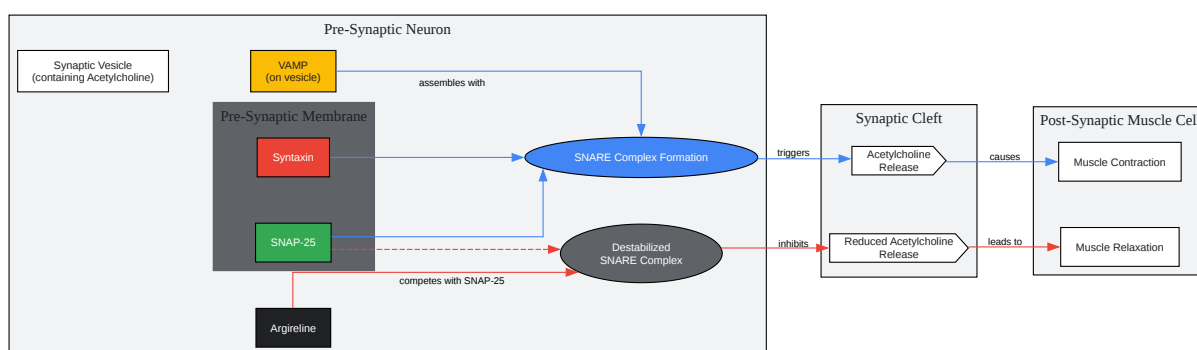 Pre-Synaptic Neuron
Synaptic Vesicle
(containing Acetylcholine)
VAMP
(on vesicle)
assembles with
Pre-Synaptic Membrane
Syntaxin
SNARE Complex Formation
triggers
Synaptic Cleft
Acetylcholine
Release
causes
Post-Synaptic Muscle Cell
Muscle Contraction
SNAP-25
Destabilized
SNARE Complex
inhibits
Reduced Acetylcholine
Release
leads to
Muscle Relaxation
competes with SNAP-25
Argireline